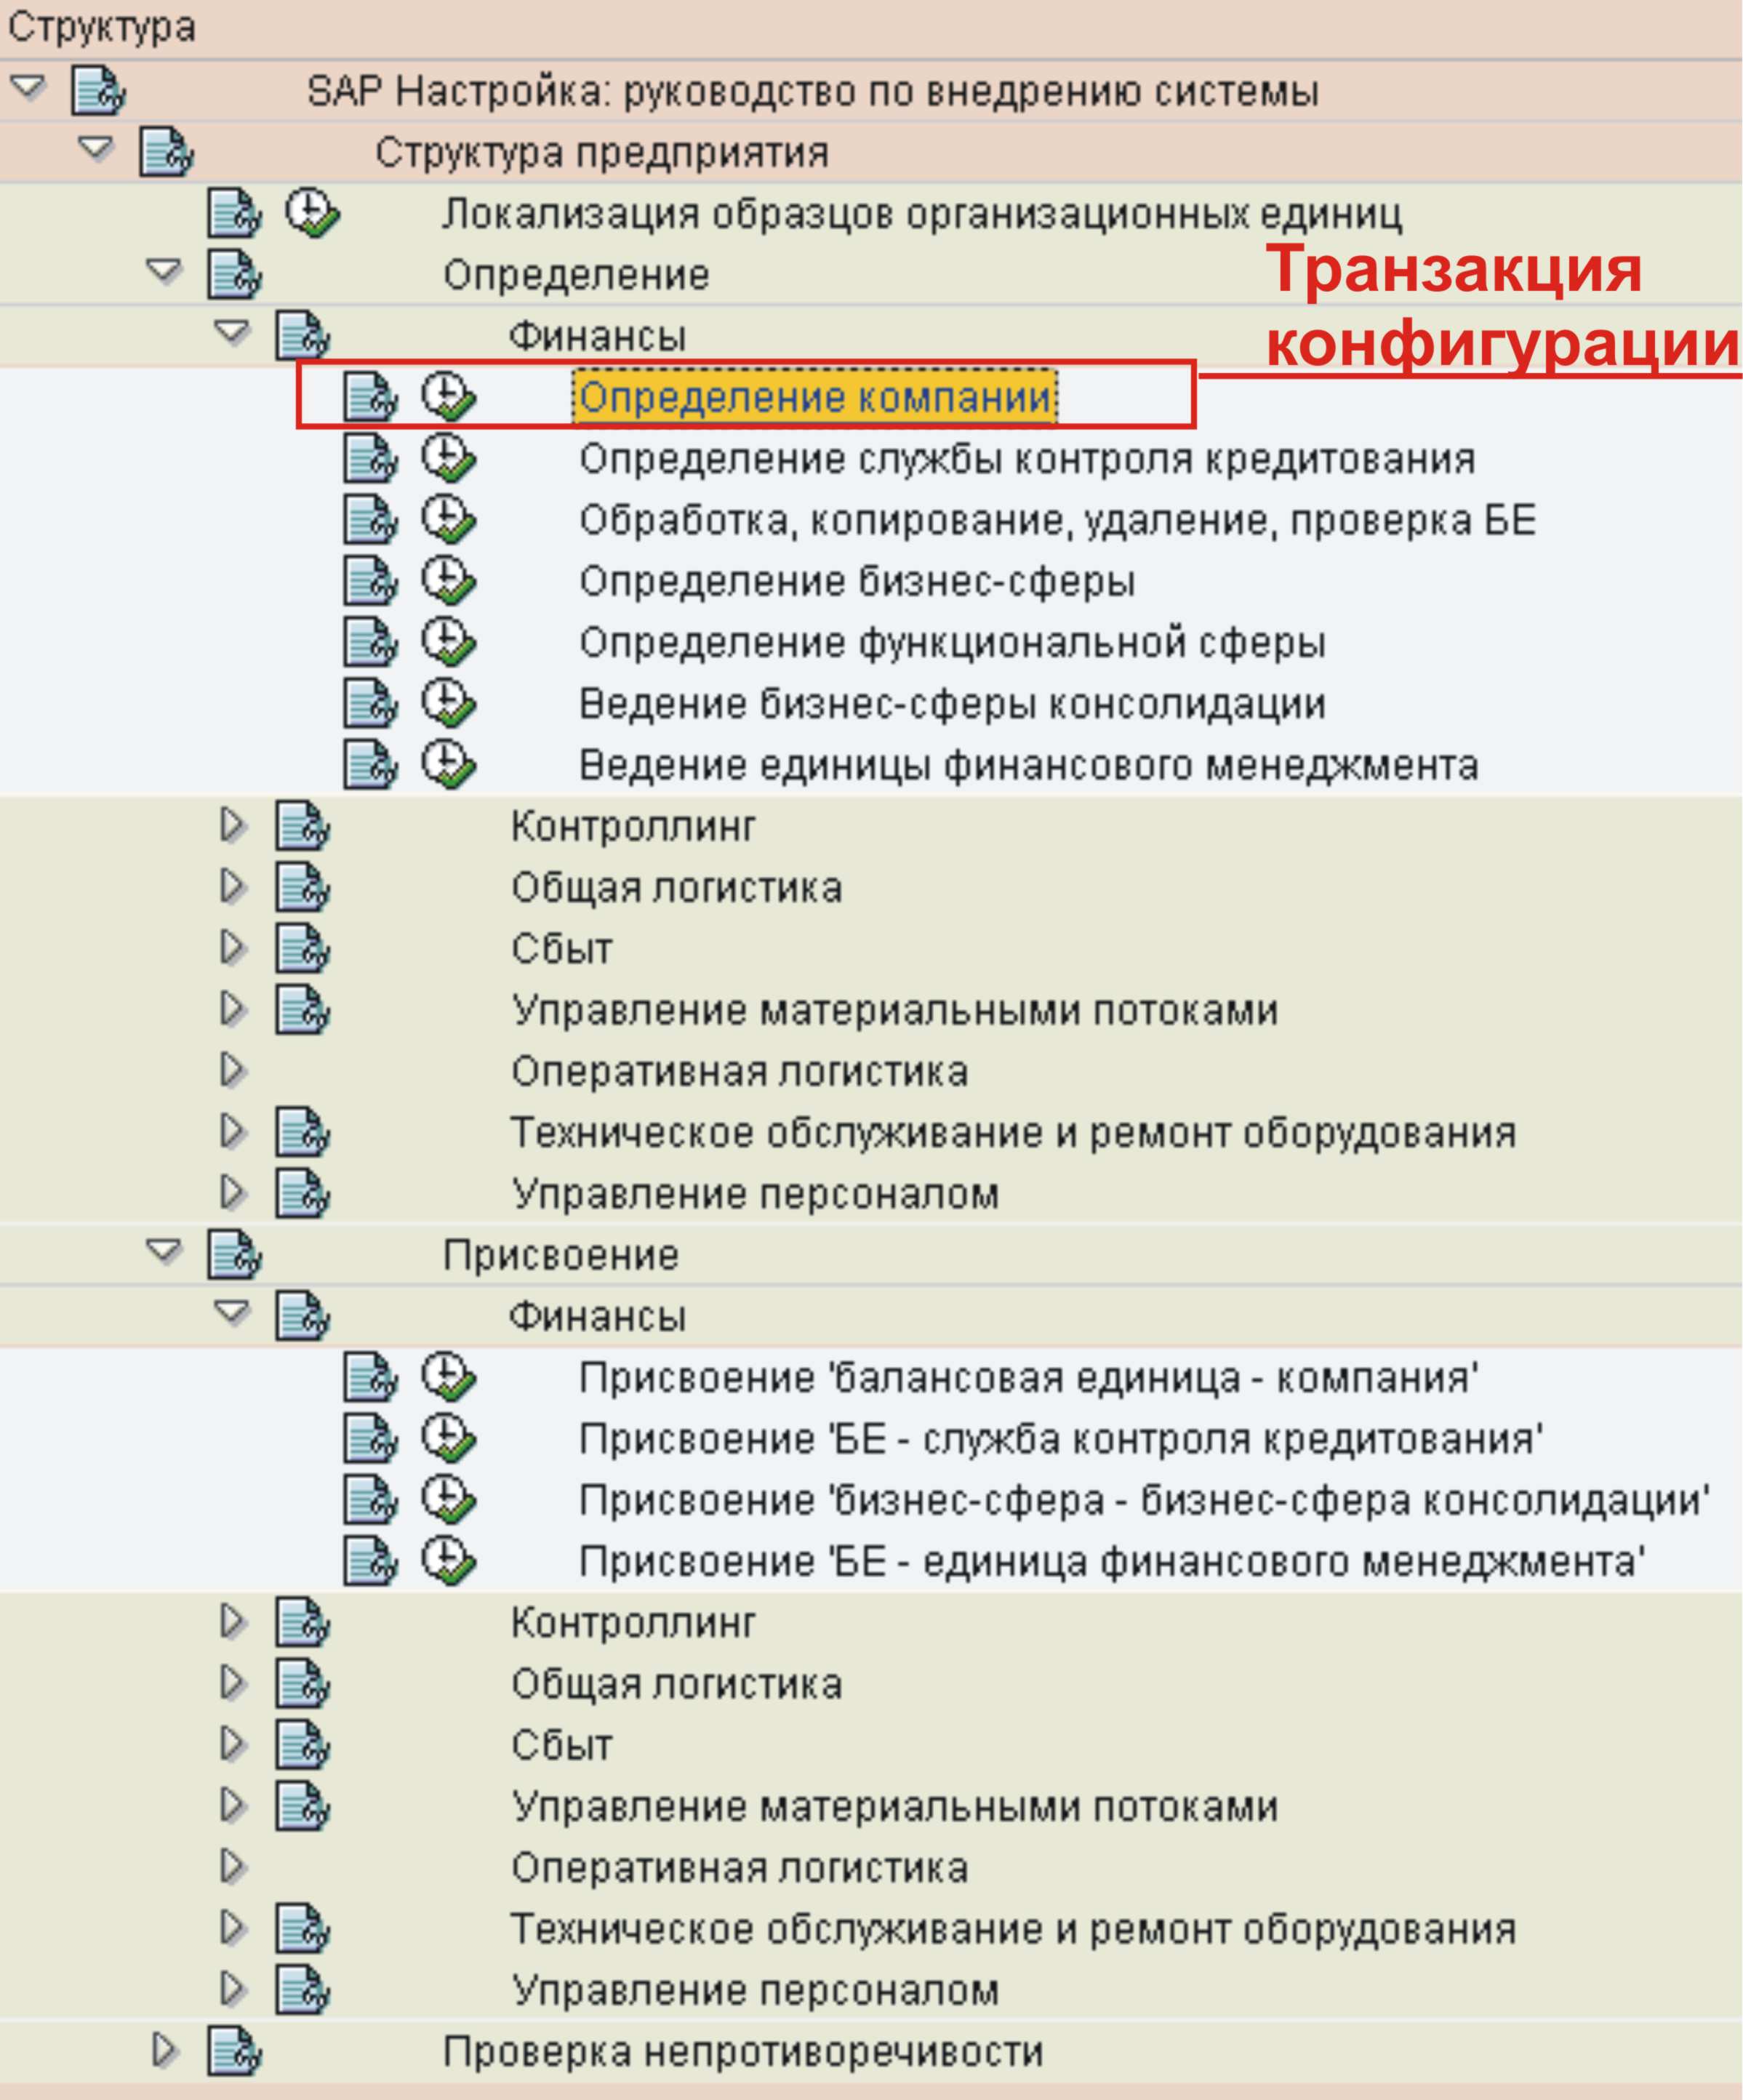 Структура
SAP Настройка: руководство по внедрению системы
Структура предприятия
Локализация образцов организационных единиц
Определение
Транзакция
конфигурации
Финансы
Определение компании
Определение службы контроля кредитования
Обработка, копирование, удаление, проверка БЕ
Определение бизнес-сферы
Определение функциональной сферы
Ведение бизнес-сферы консолидации
Ведение единицы финансового менеджмента
Контроллинг
Общая логистика
Сбыт
Управление материальными потоками
Оперативная логистика
Техническое обслуживание и ремонт оборудования
Управление персоналом
Присвоение
Финансы
Присвоение 'балансовая единица - компания'
Присвоение 'БЕ - служба контроля кредитования'
Присвоение 'бизнес-сфера - бизнес-сфера консолидации'
Присвоение 'БЕ - единица финансового менеджмента'
Контроллинг
Общая логистика
Сбыт
Управление материальными потоками
Оперативная логистика
Техническое обслуживание и ремонт оборудования
Управление персоналом
Проверка непротиворечивости